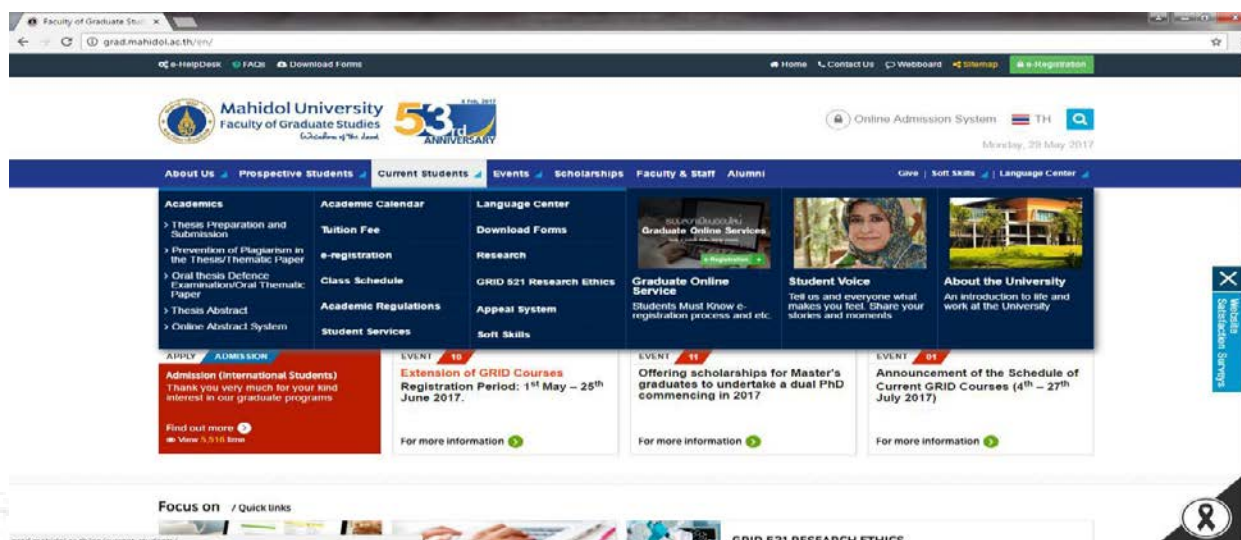 Faculty of Graduate Stud
grad.mahidol.ac.th/en/
e-HelpDesk FAQs Download Forms
Home Contact Us Webboard Sitemap e-Registration
Mahidol University
Faculty of Graduate Studies
Wisdom of the Land
8 Feb, 2017
53rd
ANNIVERSARY
Online Admission System TH
Monday, 29 May 2017
About Us Prospective Students Current Students Events Scholarships Faculty & Staff Alumni
Give | Soft Skills | Language Center
Academics
> Thesis Preparation and
Submission
> Prevention of Plagiarism in
the Thesis/Thematic Paper
> Oral thesis Defence
Examination/Oral Thematic
Paper
> Thesis Abstract
> Online Abstract System
Academic Calendar
Tuition Fee
e-registration
Class Schedule
Academic Regulations
Student Services
Language Center
Download Forms
Research
GRID 521 Research Ethics
Appeal System
Soft Skills
Graduate Online Services
e-Registration
Graduate Online
Service
Students Must Know e-
registration process and etc.
Student Voice
Tell us and everyone what
makes you feel. Share your
stories and moments
About the University
An introduction to life and
work at the University
Website
Satisfaction Surveys
APPLY ADMISSION
Admission (International Students)
Thank you very much for your kind
interest in our graduate programs
Find out more
View 5,516 time
EVENT 10
Extension of GRID Courses
Registration Period: 1st May – 25th
June 2017.
For more information
EVENT 11
Offering scholarships for Master's
graduates to undertake a dual PhD
commencing in 2017
For more information
EVENT 01
Announcement of the Schedule of
Current GRID Courses (4th – 27th
July 2017)
For more information
Focus on / Quick links
GRID 521 RESEARCH ETHICS